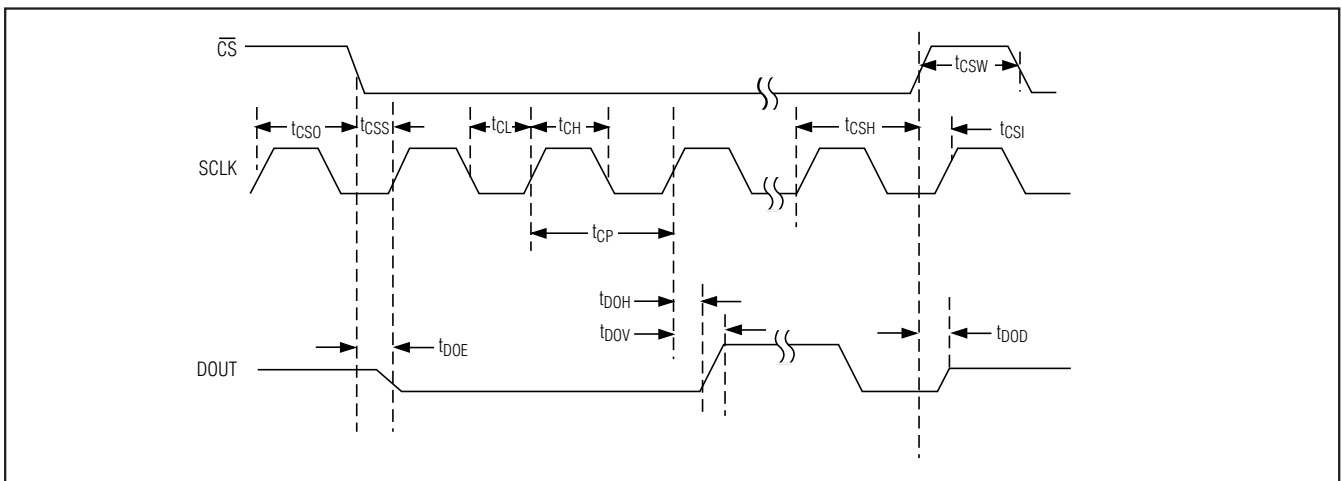 CS
tCSW
tCSO tCSS tCL tCH tCSH tCSI
SCLK
tCP
tDOH
tDOV tDOD
tDOE
DOUT